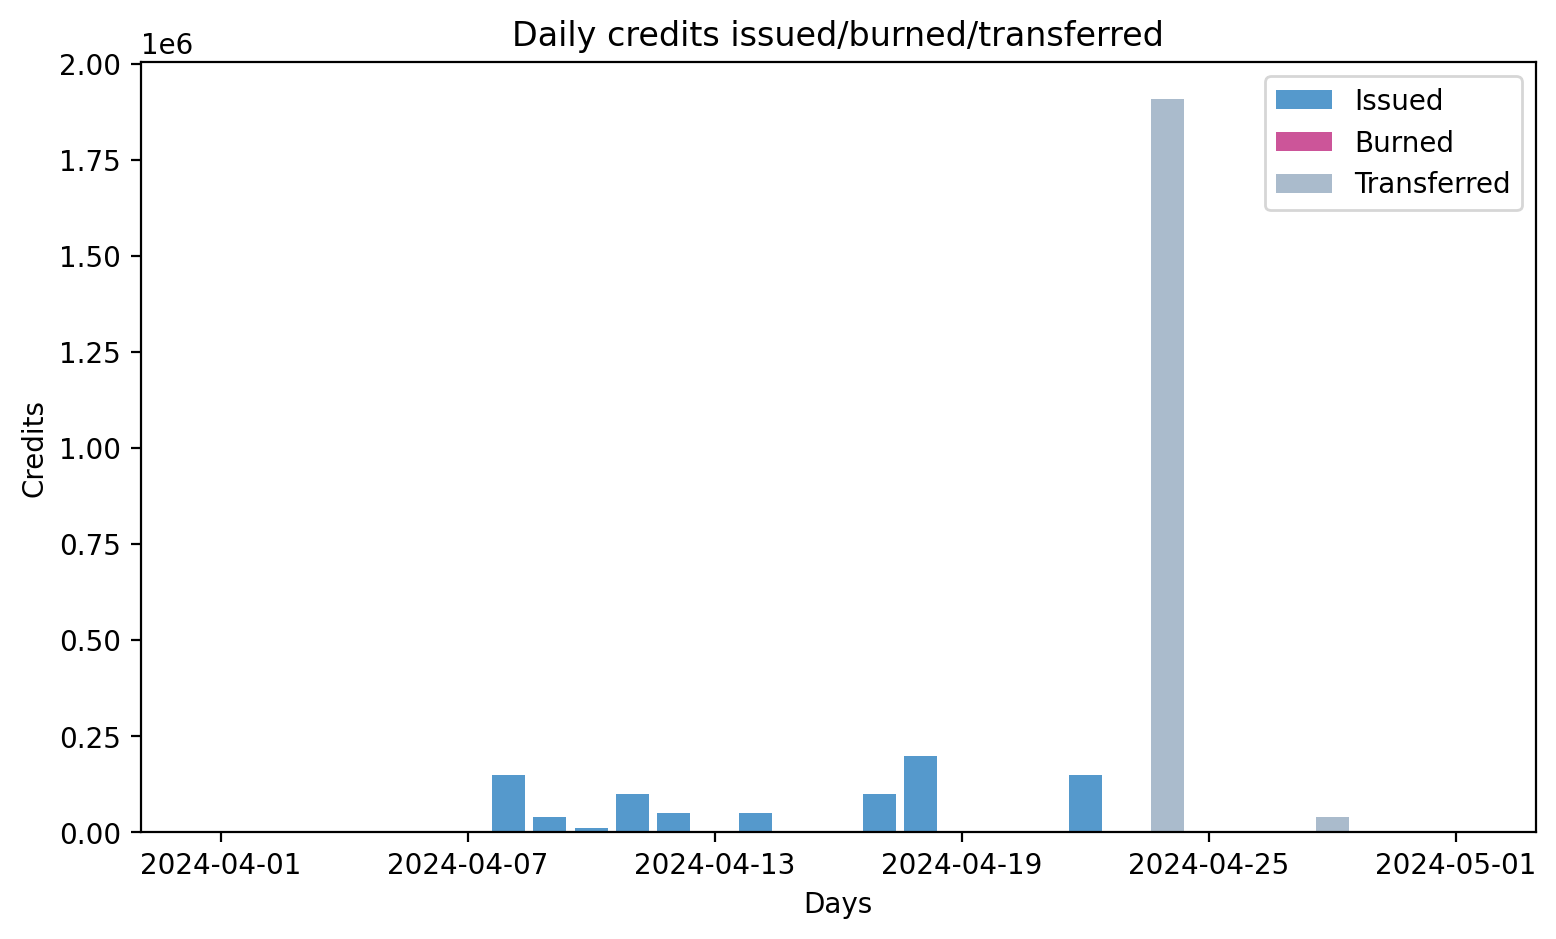 Daily credits issued/burned/transferred
1e6
2.00
1.75
1.50
1.25
1.00
0.75
0.50
0.25
0.00
Credits
Issued
Burned
Transferred
2024-04-01 2024-04-07 2024-04-13 2024-04-19 2024-04-25 2024-05-01
Days